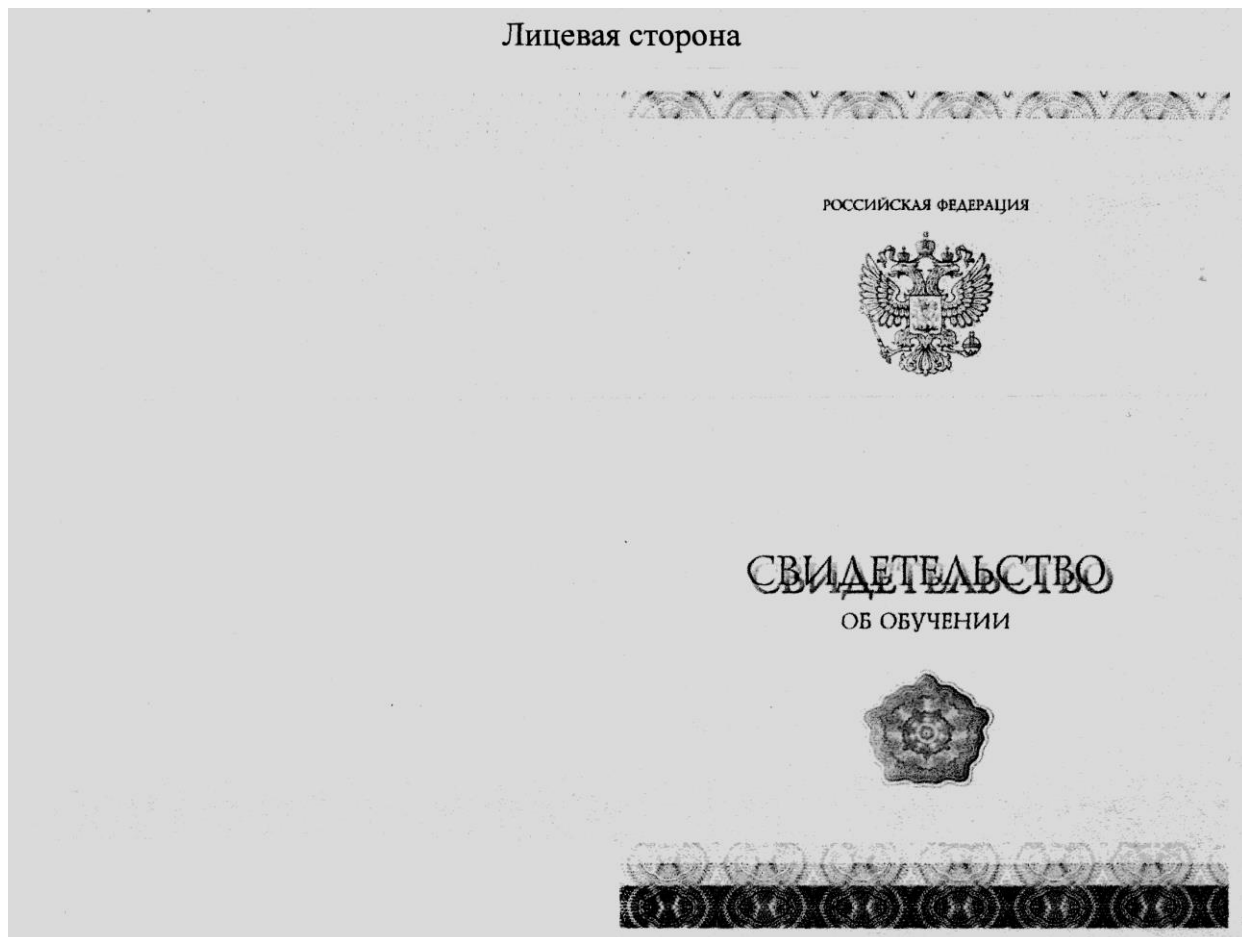 Лицевая сторона
РОССИЙСКАЯ ФЕДЕРАЦИЯ
СВИДЕТЕЛЬСТВО
ОБ ОБУЧЕНИИ